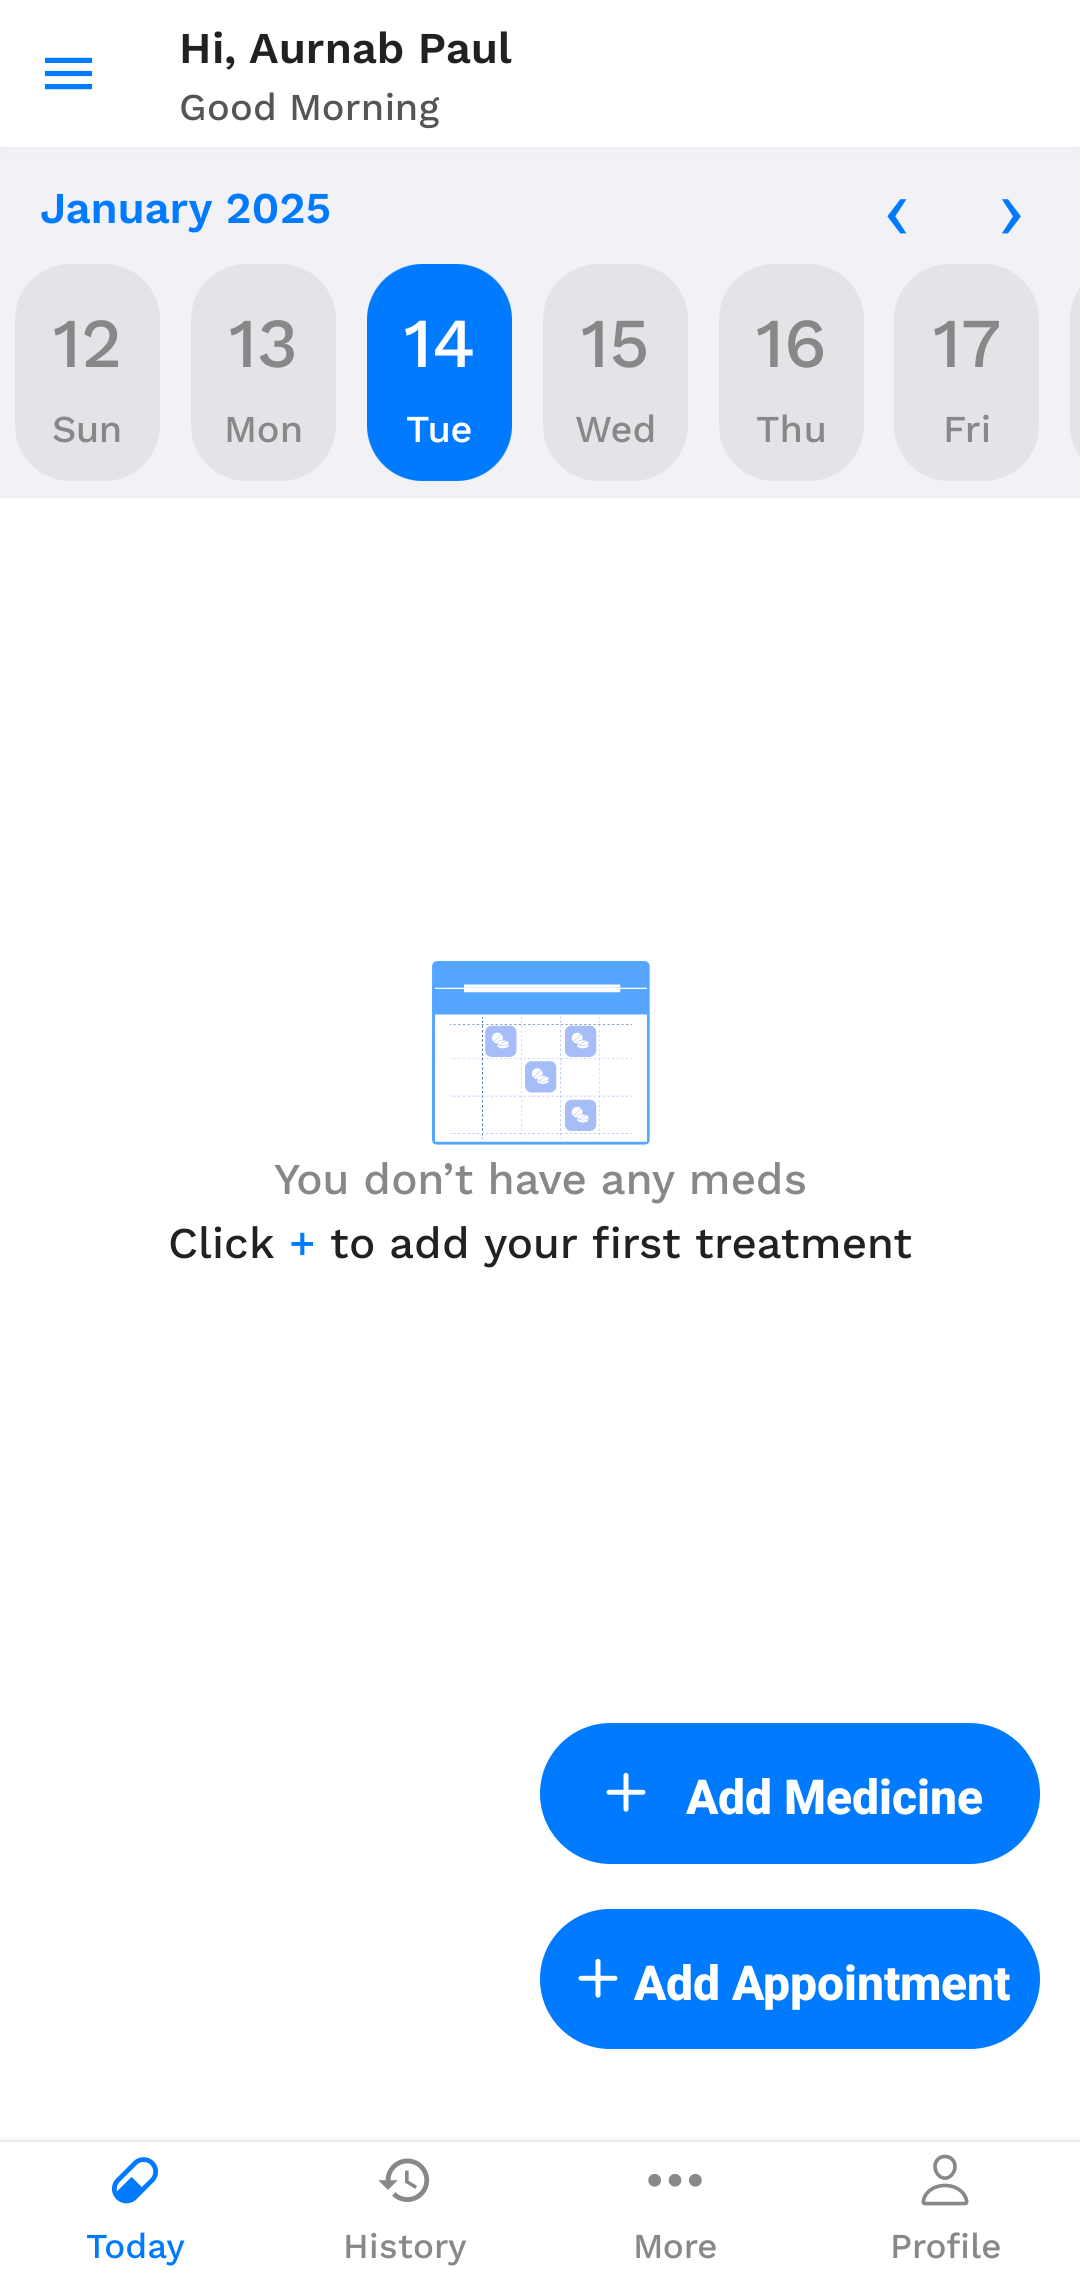 Hi, Aurnab Paul
Good Morning
January 2025
12 13 14 15 16 17
Sun Mon Tue Wed Thu Fri
You don’t have any meds
Click + to add your first treatment
+ Add Medicine
+ Add Appointment
Today History More Profile